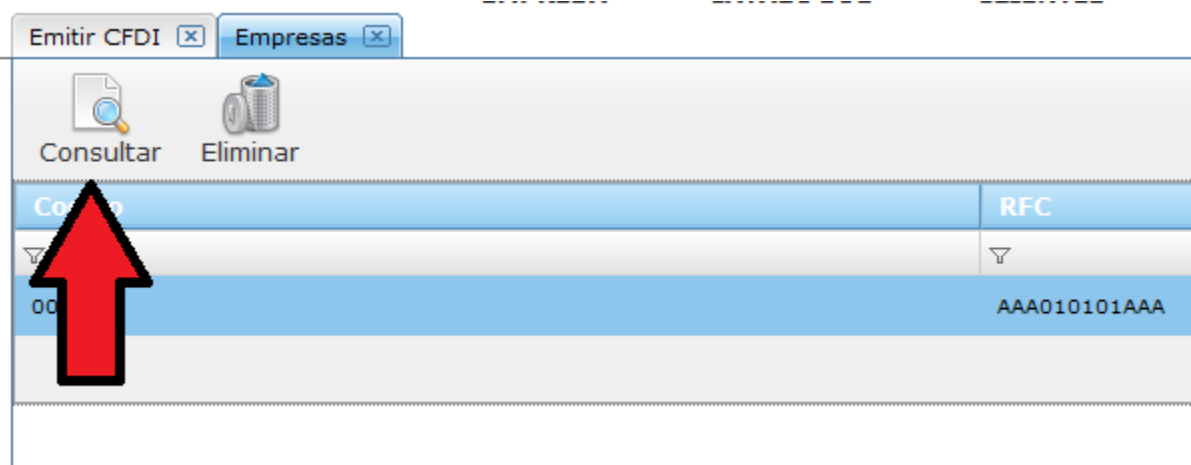 Emitir CFDI Empresas
Consultar Eliminar
RFC
AAA010101AAA